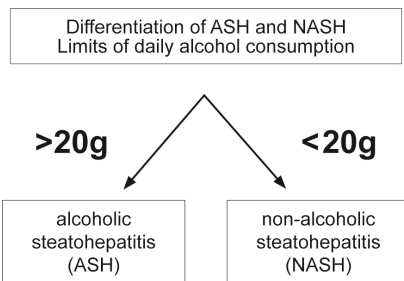 Differentiation of ASH and NASH
Limits of daily alcohol consumption
>20g
<20g
alcoholic
steatohepatitis
(ASH)
non-alcoholic
steatohepatitis
(NASH)